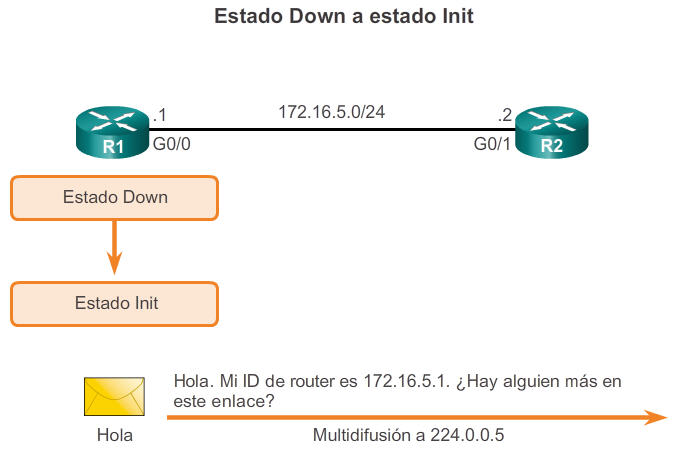 Estado Down a estado Init
.1
172.16.5.0/24
.2
R1
G0/0
G0/1
R2
Estado Down
Estado Init
Hola. Mi ID de router es 172.16.5.1. ¿Hay alguien más en
este enlace?
Hola
Multidifusión a 224.0.0.5